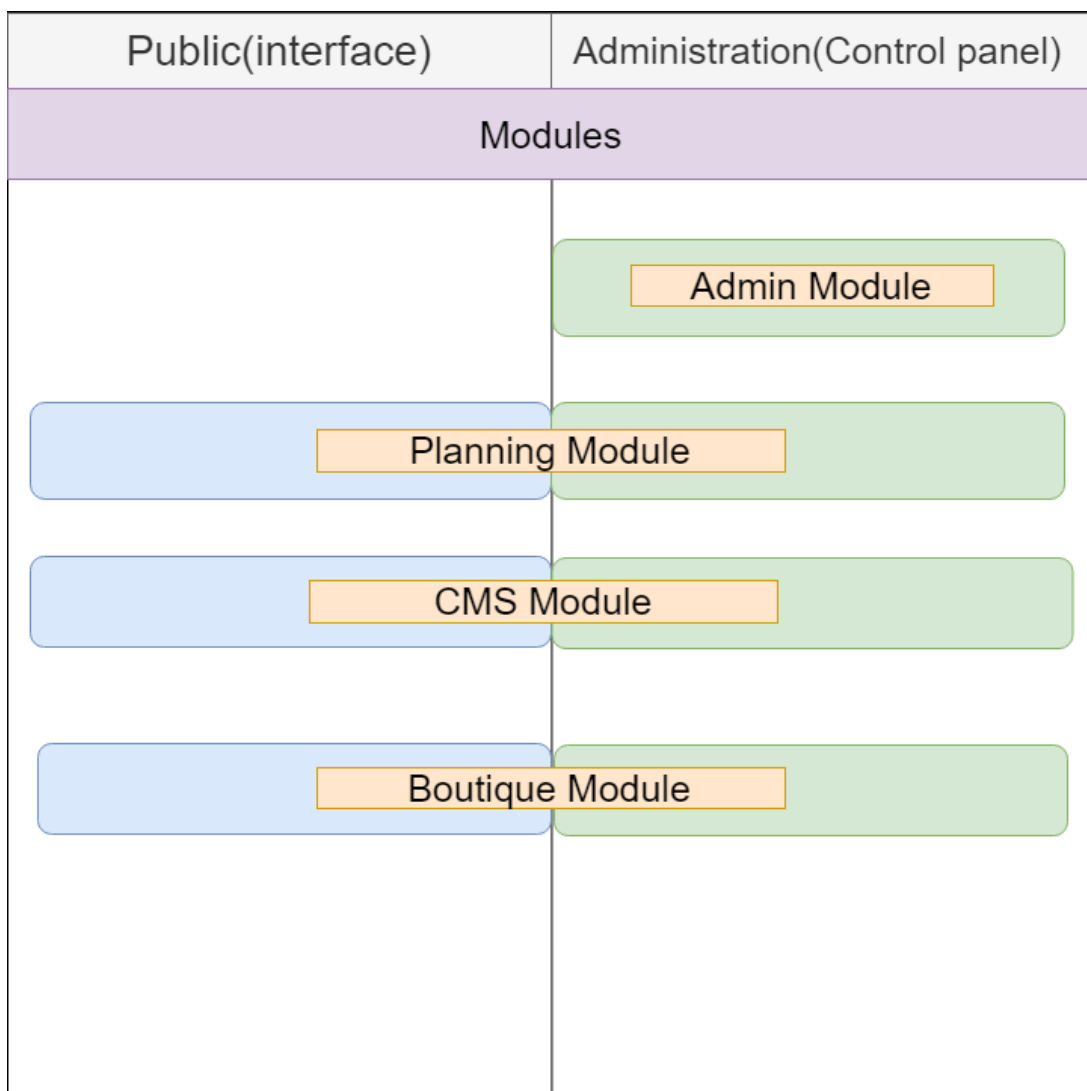 Public(interface)
Administration(Control panel)
Modules
Admin Module
Planning Module
CMS Module
Boutique Module